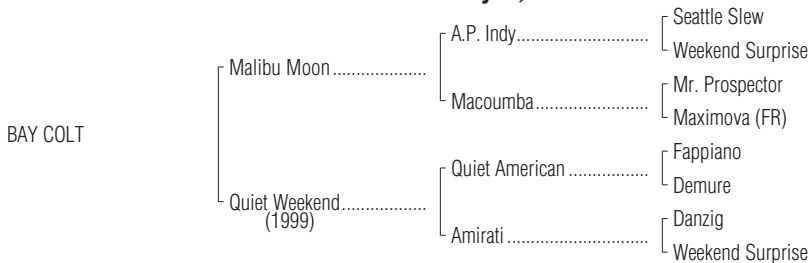 Seattle Slew
A.P. Indy
Weekend Surprise
Malibu Moon
Mr. Prospector
Macoumba
Maximova (FR)
BAY COLT
Fappiano
Quiet American
Demure
Quiet Weekend
(1999)
Danzig
Amirati
Weekend Surprise